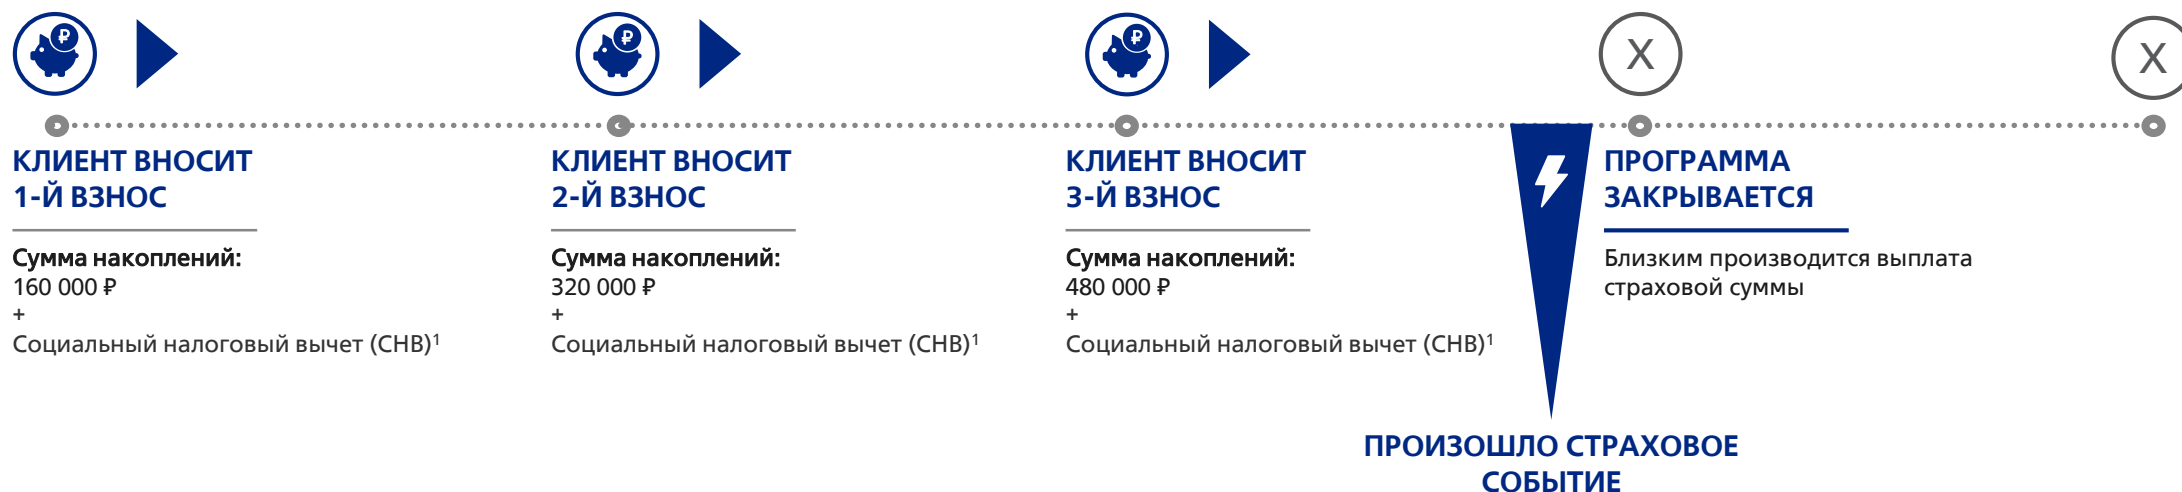 ₽
₽
₽
X
X
КЛИЕНТ ВНОСИТ
1-Й ВЗНОС
Сумма накоплений:
160 000 ₽
+
Социальный налоговый вычет (СНВ)¹
КЛИЕНТ ВНОСИТ
2-Й ВЗНОС
Сумма накоплений:
320 000 ₽
+
Социальный налоговый вычет (СНВ)¹
КЛИЕНТ ВНОСИТ
3-Й ВЗНОС
Сумма накоплений:
480 000 ₽
+
Социальный налоговый вычет (СНВ)¹
ПРОГРАММА
ЗАКРЫВАЕТСЯ
Близким производится выплата
страховой суммы
ПРОИЗОШЛО СТРАХОВОЕ
СОБЫТИЕ